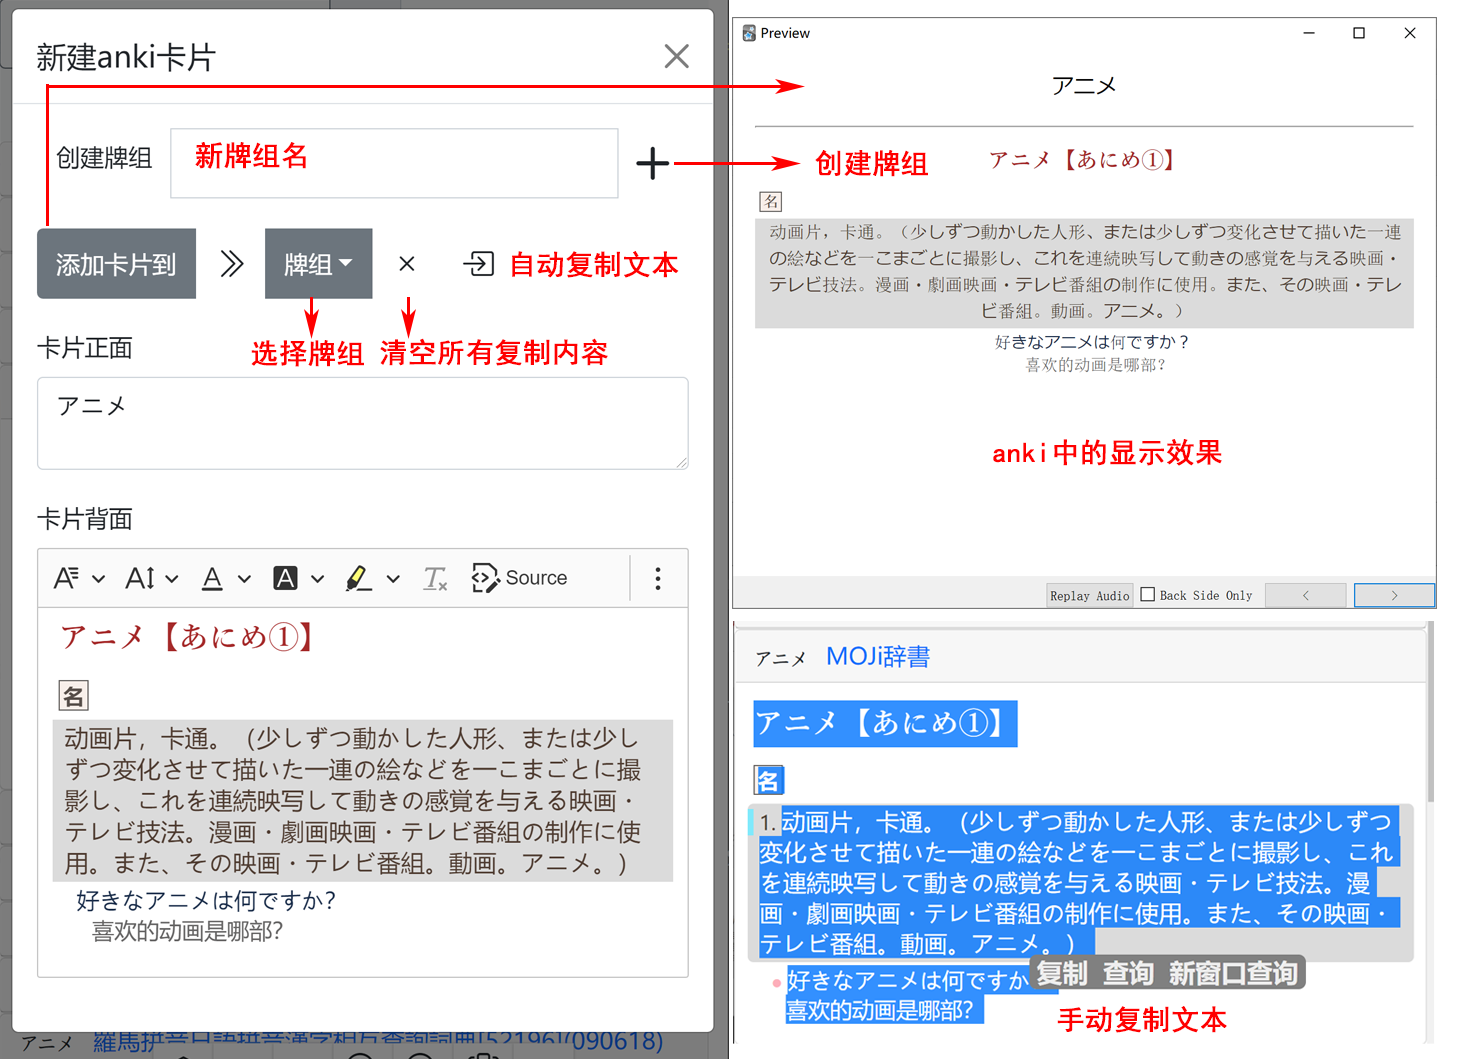 新建anki卡片
创建牌组
新牌组名
添加卡片到
牌组
自动复制文本
选择牌组
清空所有复制内容
卡片正面
アニメ
卡片背面
Source
アニメ【あにめ①】
名
动画片，卡通。（少しずつ動かした人形、または少し
ずつ变化させて描いた一連の絵などを一こまごとに撮
影し、これを連続映写して動きの感覚を与える映画・
テレビ技法。漫画・劇画映画・テレビ番組の制作に使
用。また、その映画・テレビ番組。動画。アニメ。）
好きなアニメは何ですか？
喜欢的动画是哪部？
アニメ
羅馬拼音日語拼音漢字相互查詢詞典[52196](090618)
Preview
アニメ
创建牌组
アニメ【あにめ①】
名
动画片，卡通。（少しずつ動かした人形、または少しずつ变化させて描いた一連
の絵などを一こまごとに撮影し、これを連続映写して動きの感覚を与える映画・
テレビ技法。漫画・劇画映画・テレビ番組の制作に使用。また、その映画・テレ
ビ番組。動画。アニメ。）
好きなアニメは何ですか？
喜欢的动画是哪部？
anki中的显示效果
Replay Audio
Back Side Only
アニメ MOJi辞書
アニメ【あにめ①】
名
1. 动画片，卡通。（少しずつ動かした人形、または少しずつ
变化させて描いた一連の絵などを一こまごとに撮影し、これ
を連続映写して動きの感覚を与える映画・テレビ技法。漫
画・劇画映画・テレビ番組の制作に使用。また、その映画・
テレビ番組。動画。アニメ。）
好きなアニメは何ですか
复制 查询 新窗口查询
喜欢的动画是哪部？
手动复制文本